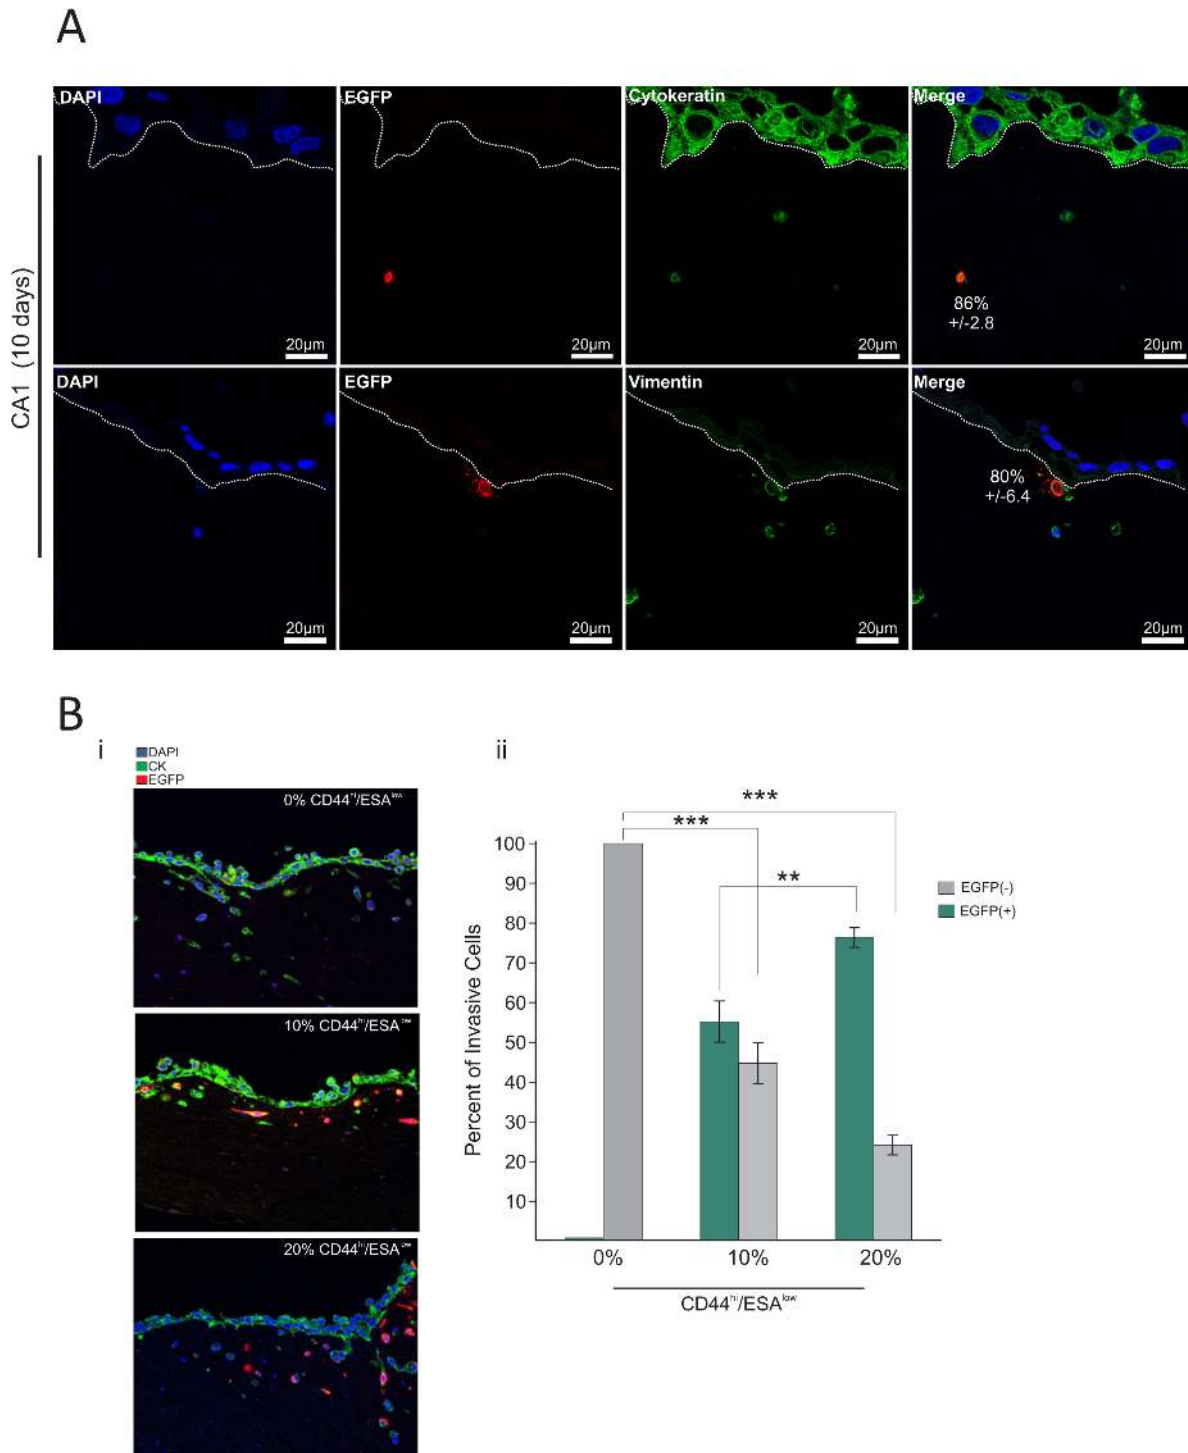 A
DAPI EGFP Cytokeratin Merge
86%
+/-2.8
20µm 20µm 20µm 20µm
CA1 (10 days)
DAPI EGFP Vimentin Merge
80%
+/-6.4
20µm 20µm 20µm 20µm
B
i
DAPI
CK
EGFP
0% CD44hi/ESAlow
10% CD44hi/ESAlow
20% CD44hi/ESAlow
ii
***
***
**
100
90
80
70
60
50
40
30
20
10
Percent of Invasive Cells
EGFP(-)
EGFP(+)
0% 10% 20%
CD44hi/ESAlow